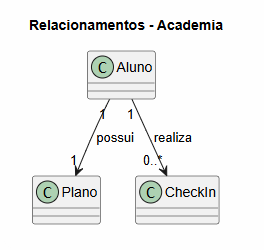 Relacionamentos - Academia
C Aluno
1 1
possui realiza
1 0..*
C Plano C CheckIn